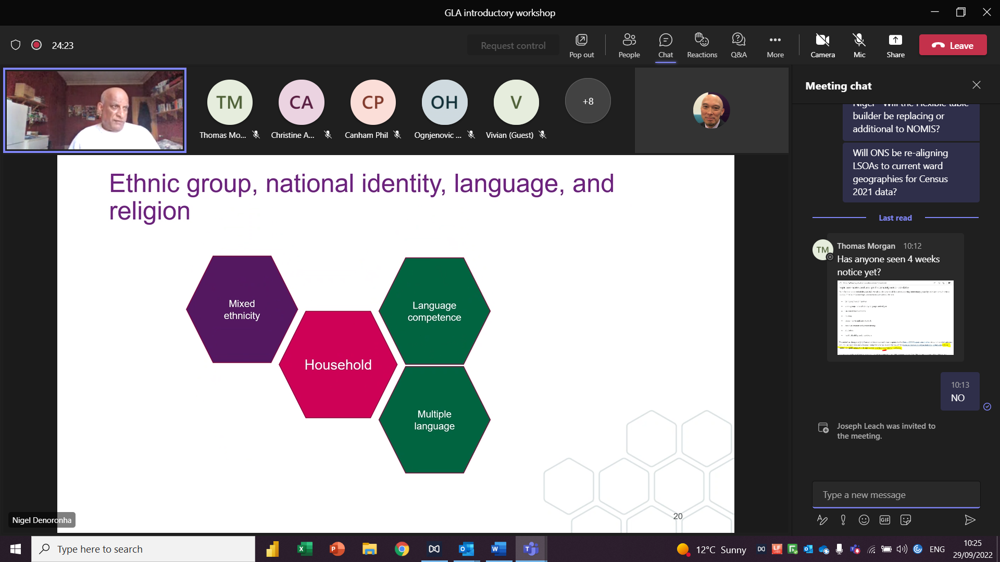 GLA introductory workshop
24:23
Request control
Pop out
People
Chat
Reactions
Q&A
More
Camera
Mic
Share
Leave
TM
CA
CP
OH
V
+8
Thomas Mo...
Christine A...
Canham Phil
Ognjenovic ...
Vivian (Guest)
Ethnic group, national identity, language, and
religion
Mixed
ethnicity
Language
competence
Household
Multiple
language
20
Nigel Denoronha
Meeting chat
builder be replacing or
additional to NOMIS?
Will ONS be re-aligning
LSOAs to current ward
geographies for Census
2021 data?
Last read
TM
Thomas Morgan 10:12
Has anyone seen 4 weeks
notice yet?
10:13
NO
Joseph Leach was invited to
the meeting.
Type a new message
GIF
Type here to search
12°C Sunny
ENG
10:25
29/09/2022